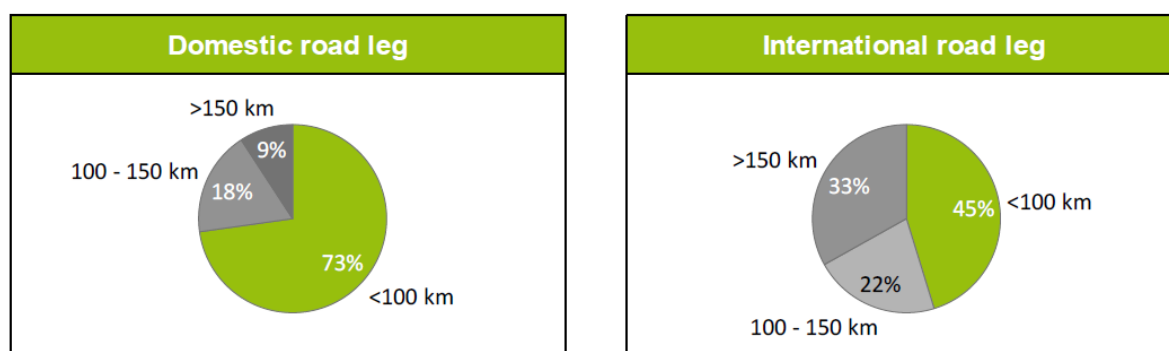 Domestic road leg
>150 km
9%
100 - 150 km
18%
73%
<100 km
International road leg
>150 km
33%
45%
<100 km
22%
100 - 150 km